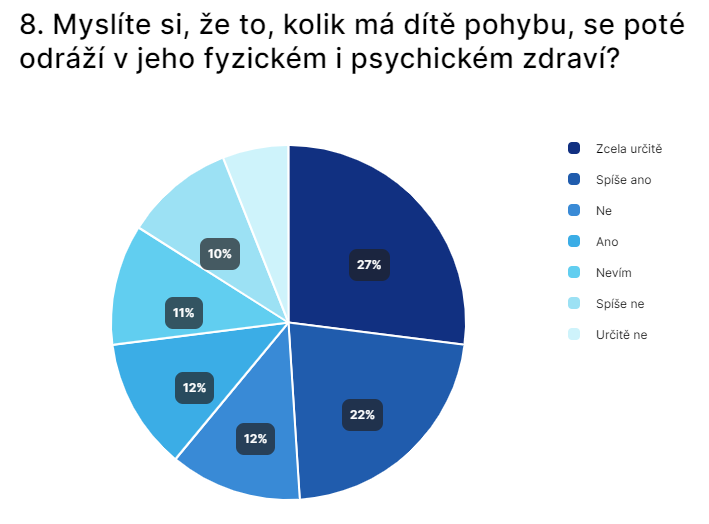 8. Myslíte si, že to, kolik má dítě pohybu, se poté
odráží v jeho fyzickém i psychickém zdraví?
Zcela určitě
Spíše ano
Ne
Ano
Nevím
Spíše ne
Určitě ne
10%
27%
11%
12%
22%
12%